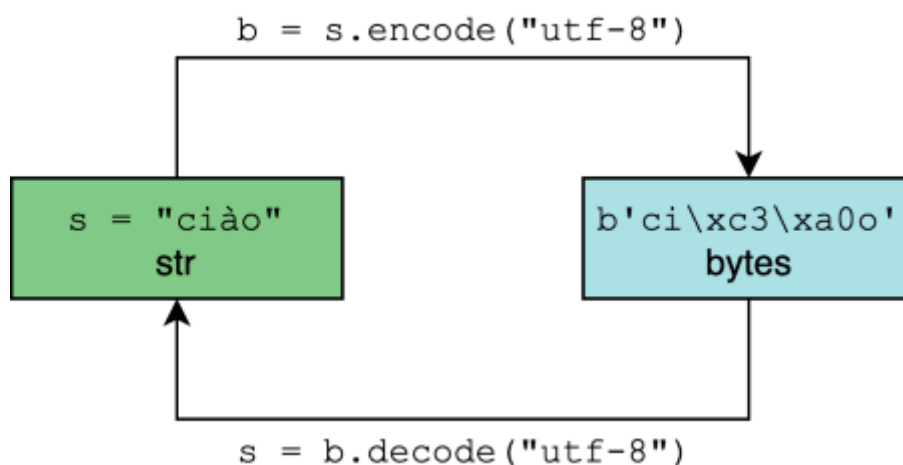 b = s.encode("utf-8")
s = "ciào"
str
b'ci\xc3\xa0o'
bytes
s = b.decode("utf-8")